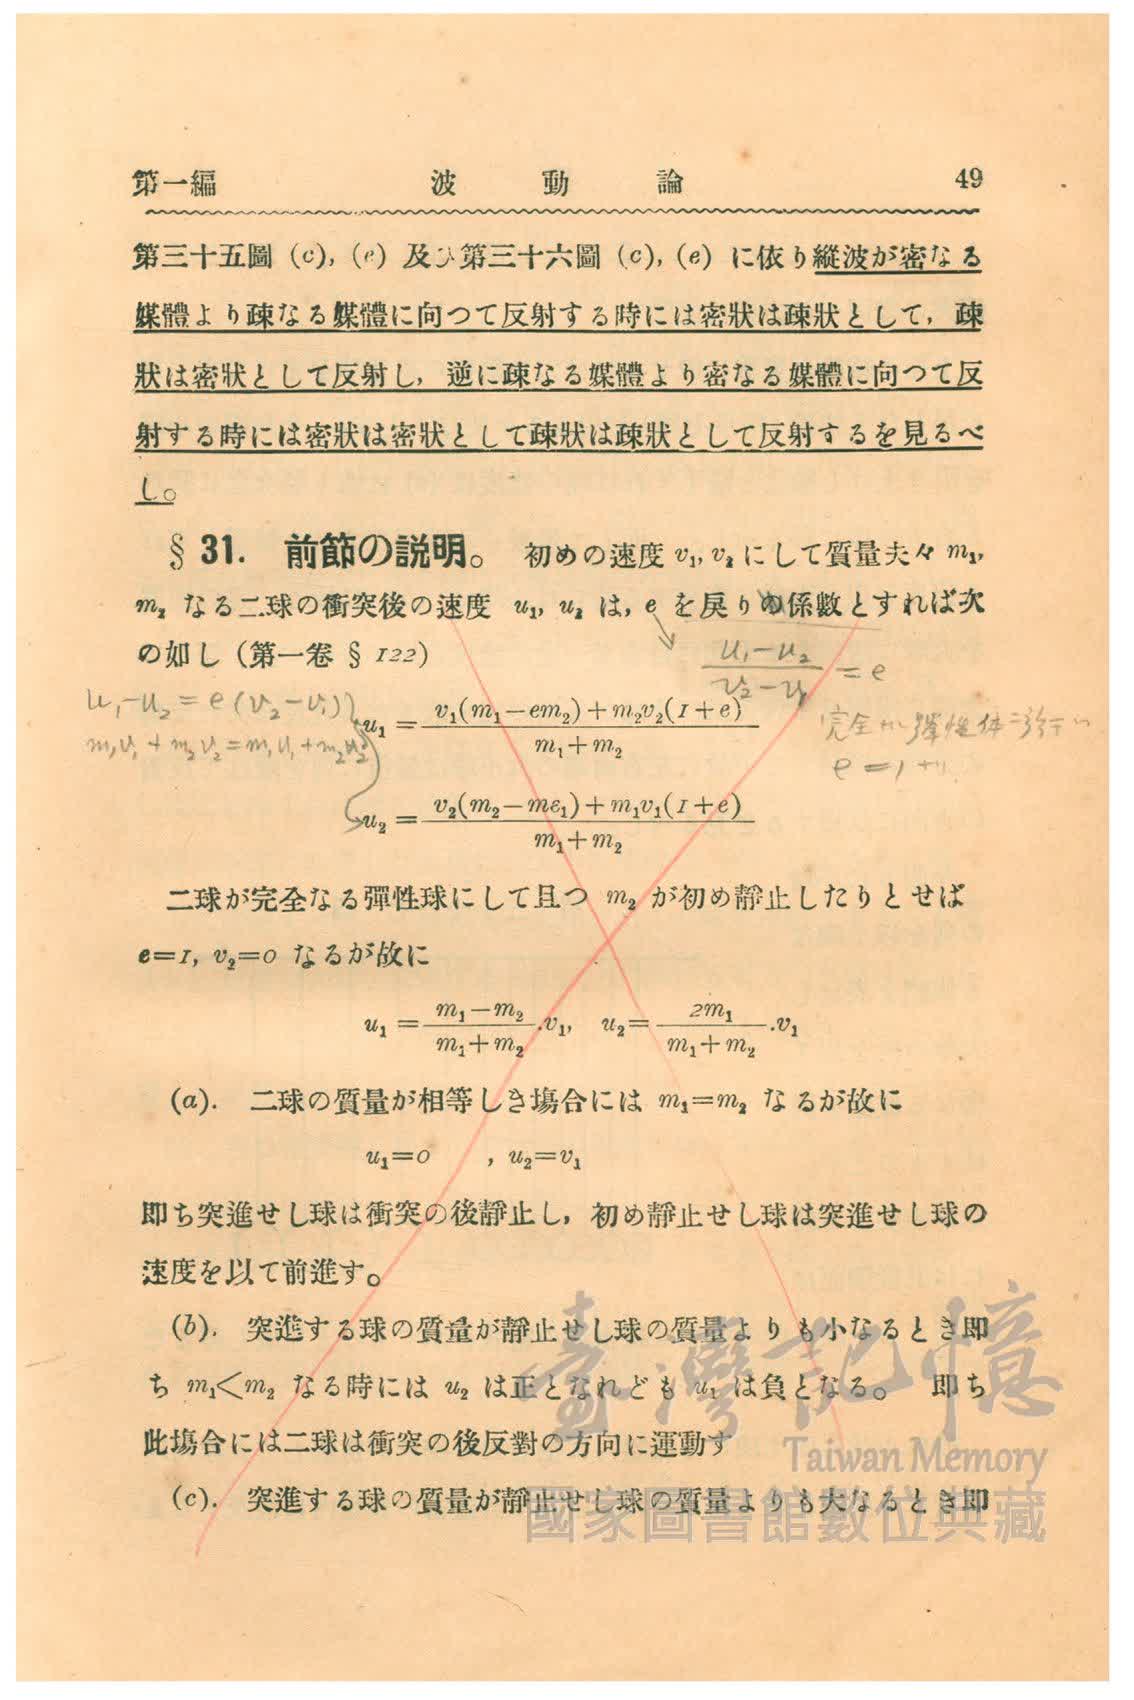 第一編 波動論 49
第三十五圖 (c), (e) 及び第三十六圖 (c), (e) に依り縱波が密なる
媒體より疎なる媒體に向つて反射する時には密狀は疎狀として，疎
狀は密狀として反射し，逆に疎なる媒體より密なる媒體に向つて反
射する時には密狀は密狀として疎狀は疎狀として反射するを見るべ
し。
§ 31. 前節の説明。 初めの速度 v₁, v₂ にして質量夫々 m₁,
m₂ なる二球の衝突後の速度 u₁, u₂ は, e を戻りの係數とすれば次
の如し (第一卷 § 122)
(u₁-u₂)/(v₂-v₁) = e
u₁-u₂=e(v₂-v₁)
m₁v₁+m₂v₂=m₁u₁+m₂u₂
u₁ = (v₁(m₁-em₂)+m₂v₂(1+e))/(m₁+m₂)
完全 彈性体
e=1
u₂ = (v₂(m₂-me₁)+m₁v₁(1+e))/(m₁+m₂)
二球が完全なる彈性球にして且つ m₂ が初め靜止したりとせば
e=1, v₂=0 なるが故に
u₁ = (m₁-m₂)/(m₁+m₂).v₁, u₂= 2m₁/(m₁+m₂).v₁
(a). 二球の質量が相等しき塲合には m₁=m₂ なるが故に
u₁=0 , u₂=v₁
即ち突進せし球は衝突の後靜止し，初め靜止せし球は突進せし球の
速度を以て前進す。
(b). 突進する球の質量が靜止せし球の質量よりも小なるとき即
ち m₁<m₂ なる時には u₂ は正となれども u₁ は負となる。 即ち
此塲合には二球は衝突の後反對の方向に運動す
(c). 突進する球の質量が靜止せし球の質量よりも大なるとき即
臺灣記憶
Taiwan Memory
國家圖書館數位典藏